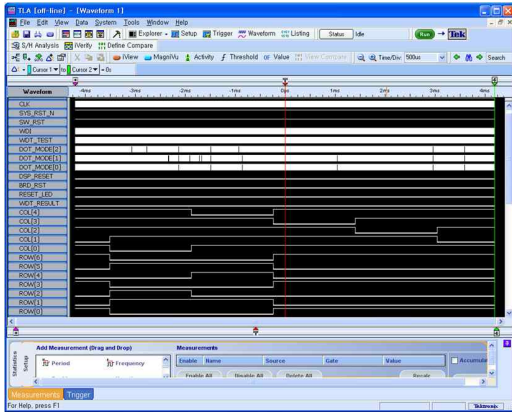 TLA [off-line] - [Waveform 1]
File Edit View Data System Tools Window Help
Explorer Setup Trigger Waveform Listing Status Idle Run Tek
S/H Analysis iVerify Define Compare
iView MagniVu Activity Threshold Value View Compare Time/Div: 500us Search
Cursor 1 to Cursor 2 = 0s
Waveform -4ms -3ms -2ms -1ms 0ps 1ms 2ms 3ms 4ms
CLK
SYS_RST_N
SW_RST
WDI
WDT_TEST
DOT_MODE[2]
DOT_MODE[1]
DOT_MODE[0]
DSP_RESET
BRD_RST
RESET_LED
WDT_RESULT
COL[4]
COL[3]
COL[2]
COL[1]
COL[0]
ROW[6]
ROW[5]
ROW[4]
ROW[3]
ROW[2]
ROW[1]
ROW[0]
Statistics Setup
Add Measurement (Drag and Drop) Measurements
Period Frequency Enable Name Source Gate Value Accumula
Enable All Disable All Delete All Recalc
Measurements Trigger
For Help, press F1 Tektronix